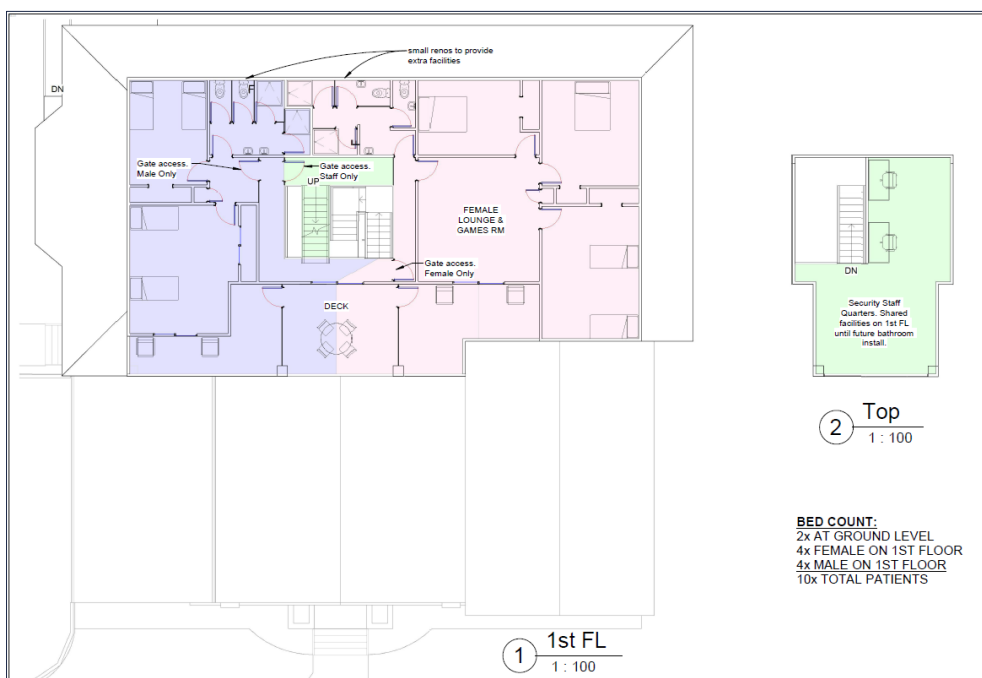 small renos to provide
extra facilities
DN
F
Gate access.
Male Only
Gate access.
Staff Only
UP
FEMALE
LOUNGE &
GAMES RM
Gate access.
Female Only
DECK
DN
Security Staff
Quarters. Shared
facilities on 1st FL
until future bathroom
install.
2 Top
1 : 100
BED COUNT:
2x AT GROUND LEVEL
4x FEMALE ON 1ST FLOOR
4x MALE ON 1ST FLOOR
10x TOTAL PATIENTS
1 1st FL
1 : 100